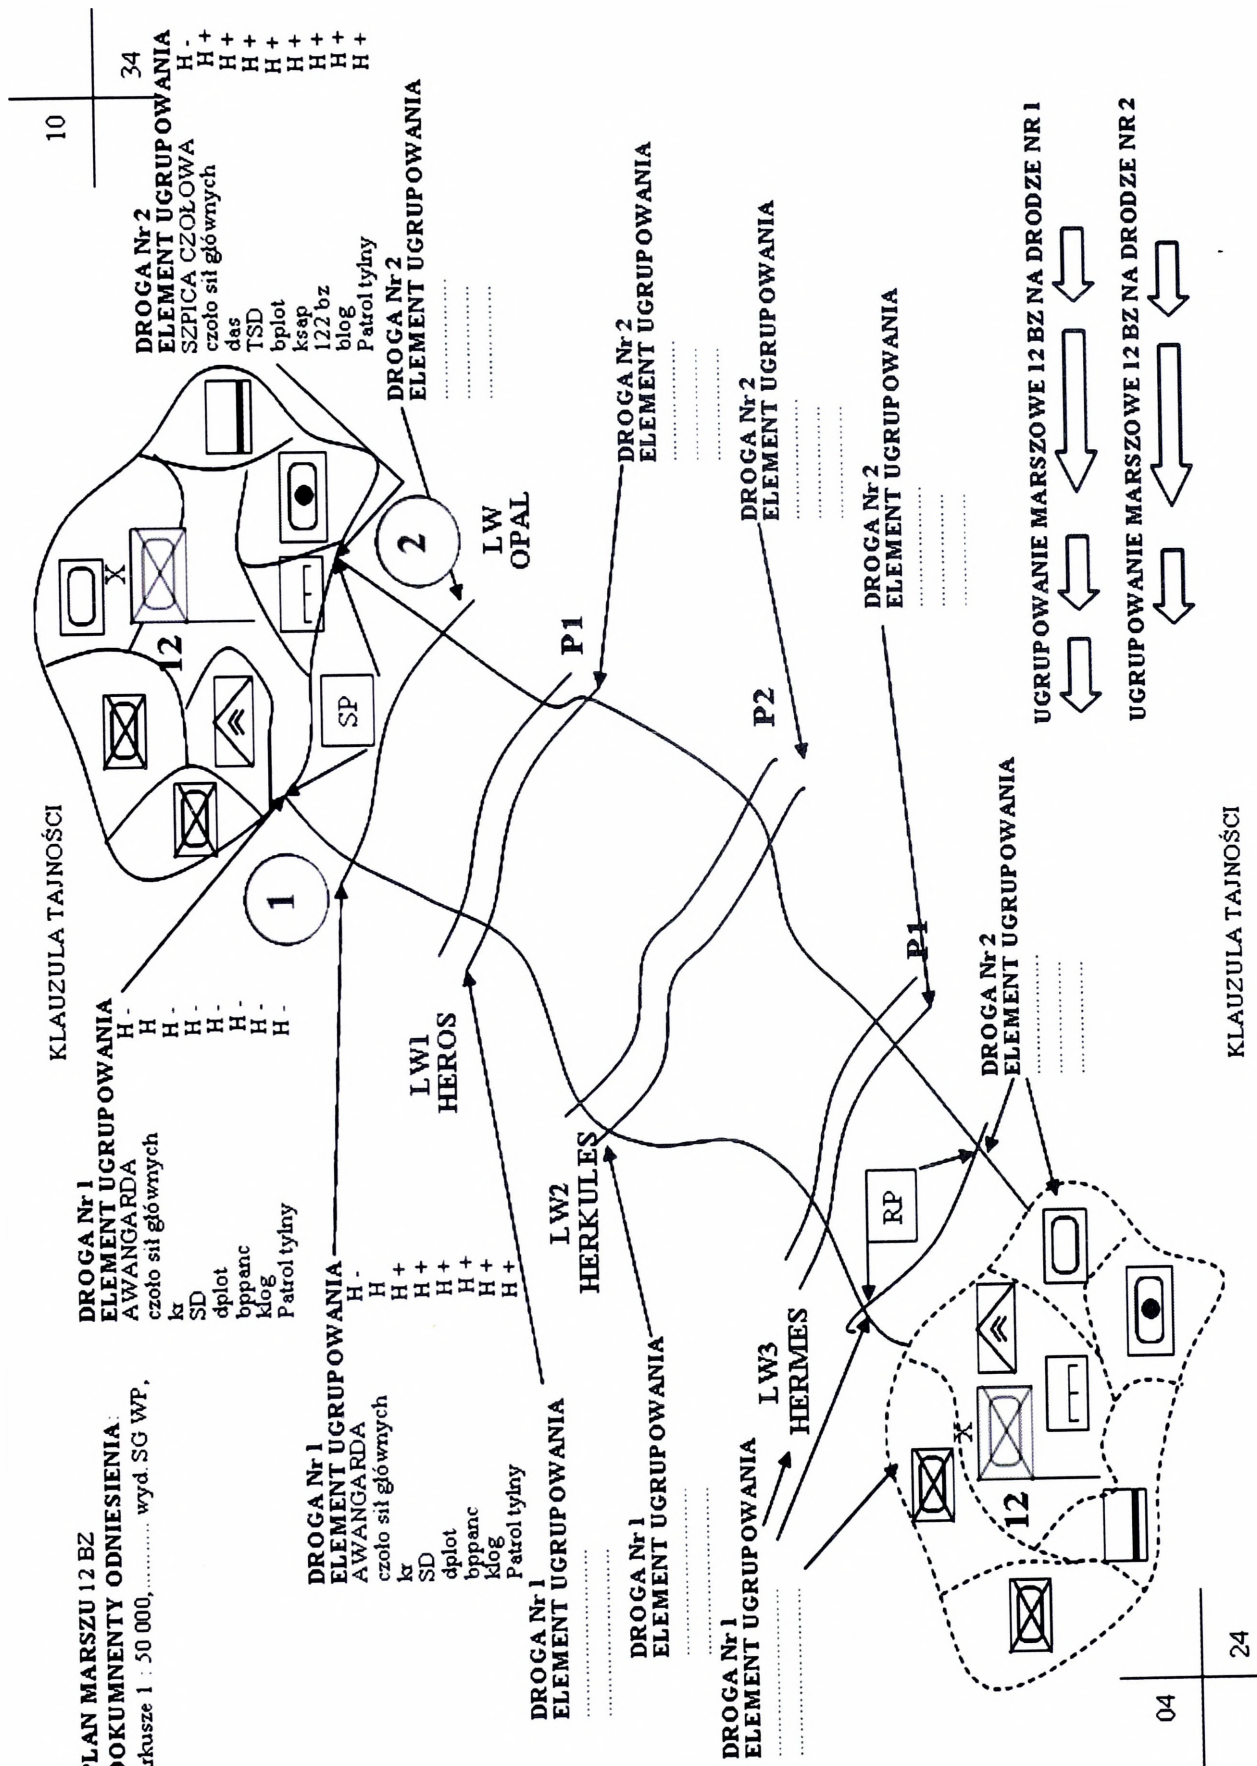 KLAUZULA TAJNOŚCI
PLAN MARSZU 12 BZ
DOKUMNENTY ODNIESIENIA:
rkusze 1 : 50 000, ........... wyd. SG WP,
10
34
DROGA Nr 1
ELEMENT UGRUPOWANIA
AWANGARDA H -
czoło sił głównych H
kr H -
SD H -
dplot H -
bppanc H -
klog H -
Patrol tylny H -
DROGA Nr 2
ELEMENT UGRUPOWANIA
SZPICA CZOŁOWA H -
czoło sił głównych H +
das H +
TSD H +
bplot H +
ksap H +
122 bz H +
blog H +
Patrol tylny H +
X
12
SP
1
2
LW
OPAL
DROGA Nr 1
ELEMENT UGRUPOWANIA
AWANGARDA H -
czoło sił głównych H
kr H +
SD H +
dplot H +
bppanc H +
klog H +
Patrol tylny H +
DROGA Nr 2
ELEMENT UGRUPOWANIA
LW1
HEROS
P1
DROGA Nr 1
ELEMENT UGRUPOWANIA
DROGA Nr 2
ELEMENT UGRUPOWANIA
LW2
HERKULES
P2
DROGA Nr 1
ELEMENT UGRUPOWANIA
DROGA Nr 2
ELEMENT UGRUPOWANIA
LW3
HERMES
P1
DROGA Nr 1
ELEMENT UGRUPOWANIA
DROGA Nr 2
ELEMENT UGRUPOWANIA
RP
DROGA Nr 2
ELEMENT UGRUPOWANIA
X
12
UGRUPOWANIE MARSZOWE 12 BZ NA DRODZE NR 1
UGRUPOWANIE MARSZOWE 12 BZ NA DRODZE NR 2
04
24
KLAUZULA TAJNOŚCI